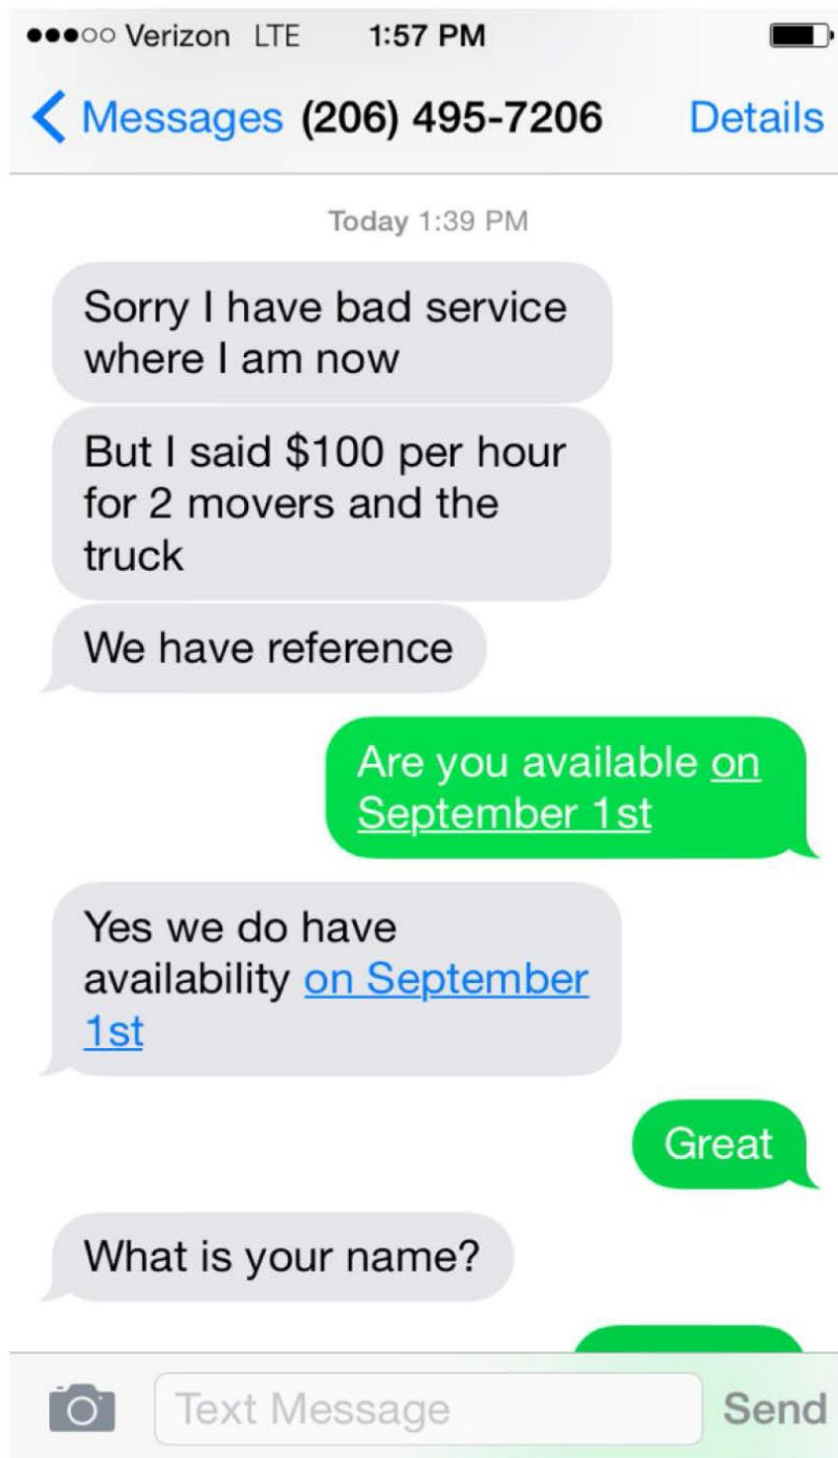 Verizon LTE 1:57 PM
Messages (206) 495-7206 Details
Today 1:39 PM
Sorry I have bad service
where I am now
But I said $100 per hour
for 2 movers and the
truck
We have reference
Are you available on
September 1st
Yes we do have
availability on September
1st
Great
What is your name?
Text Message Send